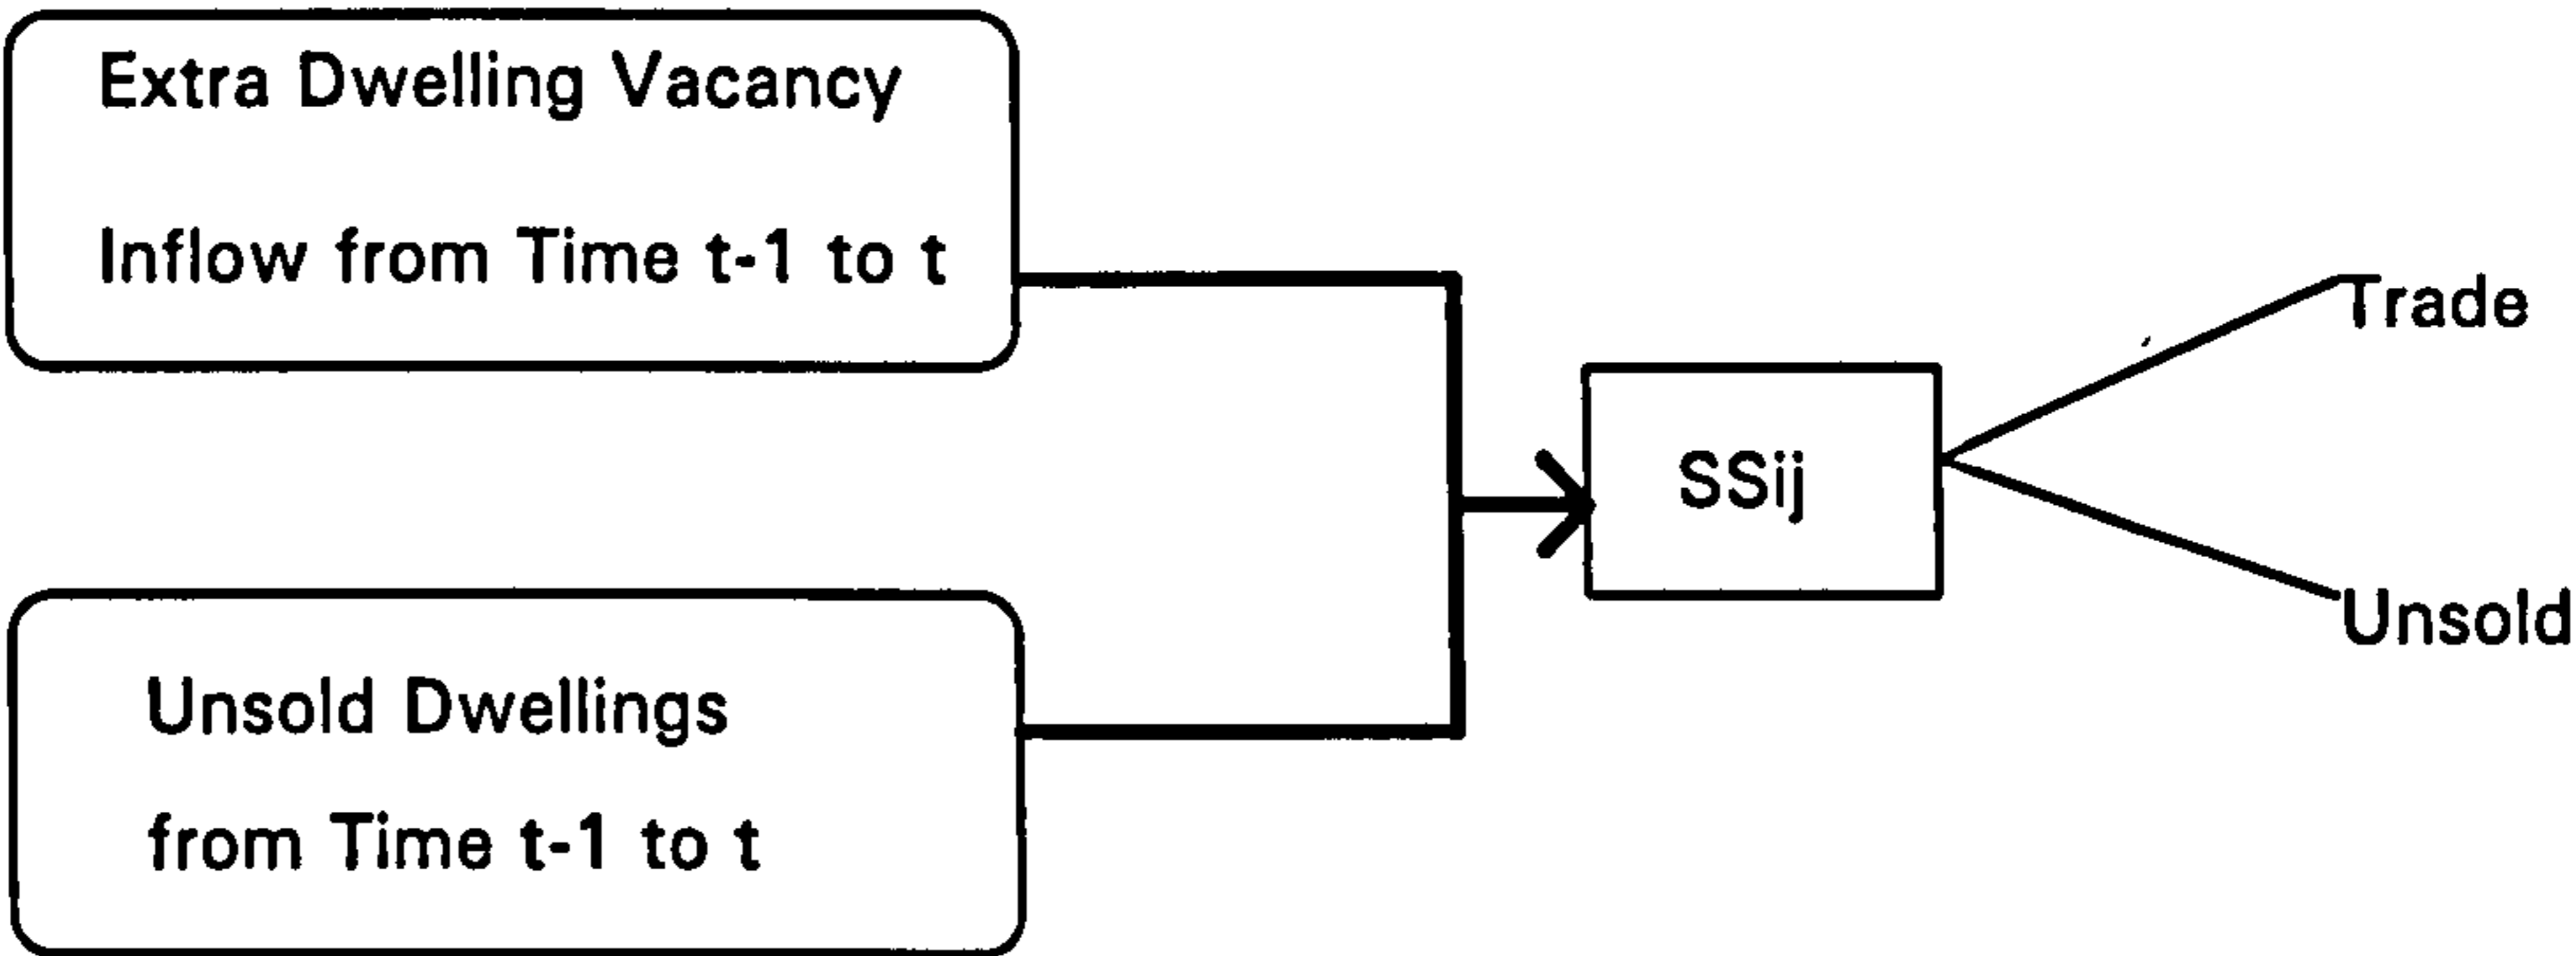 Extra Dwelling Vacancy
Inflow from Time t-1 to t
Unsold Dwellings
from Time t-1 to t
SSij
Trade
Unsold